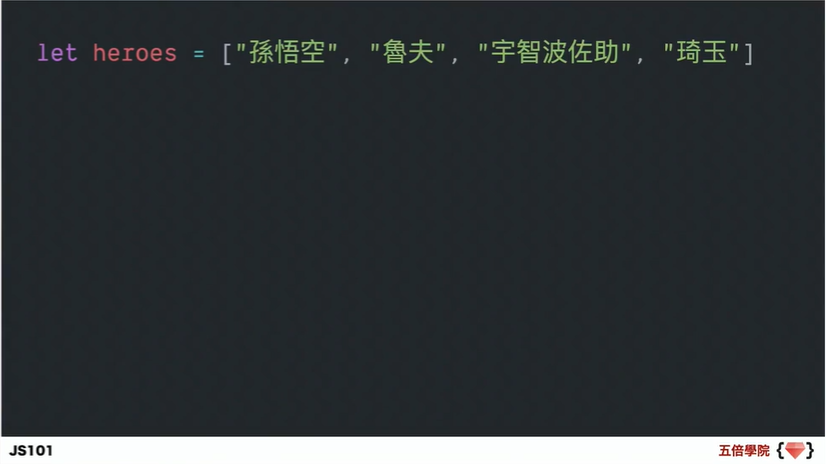 let heroes = ["孫悟空", "魯夫", "宇智波佐助", "琦玉"]
JS101
五倍學院 { }